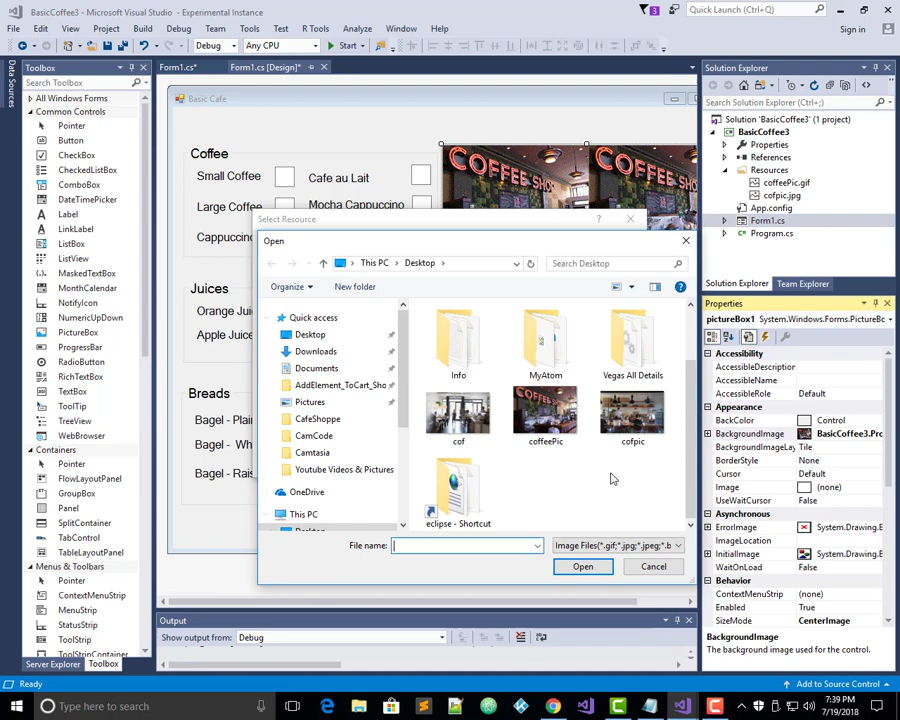 BasicCoffee3 - Microsoft Visual Studio - Experimental Instance
3
Quick Launch (Ctrl+Q)
File Edit View Project Build Debug Team Tools Test R Tools Analyze Window Help
Sign in
Debug Any CPU Start
Data Sources
Toolbox
Search Toolbox
All Windows Forms
Common Controls
Pointer
Button
CheckBox
CheckedListBox
ComboBox
DateTimePicker
Label
LinkLabel
ListBox
ListView
MaskedTextBox
MonthCalendar
NotifyIcon
NumericUpDown
PictureBox
ProgressBar
RadioButton
RichTextBox
TextBox
ToolTip
TreeView
WebBrowser
Containers
Pointer
FlowLayoutPanel
GroupBox
Panel
SplitContainer
TabControl
TableLayoutPanel
Menus & Toolbars
Pointer
ContextMenuStrip
MenuStrip
StatusStrip
ToolStrip
ToolStripContainer
Server Explorer Toolbox
Form1.cs* Form1.cs [Design]*
Basic Cafe
Coffee
Small Coffee Cafe au Lait
Large Coffee Mocha Cappuccino
Cappuccino
COFFEE SHOP COFFEE SHO
Juices
Orange Jui
Apple Juice
Breads
Bagel - Plain
Bagel - Wh
Bagel - Rais
Select Resource ?
Open
This PC Desktop
Search Desktop
Organize New folder
Quick access
Desktop
Downloads
Documents
AddElement_ToCart_Sho
Pictures
CafeShoppe
CamCode
Camtasia
Youtube Videos & Pictures
OneDrive
This PC
Desktop
Info MyAtom Vegas All Details
cof coffeePic cofpic
eclipse - Shortcut
File name:
Image Files(*.gif;*.jpg;*.jpeg;*.b
Open Cancel
Output
Show output from: Debug
Solution Explorer
Search Solution Explorer (Ctrl+;)
Solution 'BasicCoffee3' (1 project)
BasicCoffee3
Properties
References
Resources
coffeePic.gif
cofpic.jpg
App.config
Form1.cs
Program.cs
Solution Explorer Team Explorer
Properties
pictureBox1 System.Windows.Forms.PictureBo
Accessibility
AccessibleDescription
AccessibleName
AccessibleRole Default
Appearance
BackColor Control
BackgroundImage BasicCoffee3.Pro
BackgroundImageLay Tile
BorderStyle None
Cursor Default
Image (none)
UseWaitCursor False
Asynchronous
ErrorImage System.Drawing.B
ImageLocation
InitialImage System.Drawing.B
WaitOnLoad False
Behavior
ContextMenuStrip (none)
Enabled True
SizeMode CenterImage
BackgroundImage
The background image used for the control.
Ready
Add to Source Control
Type here to search
7:39 PM
7/19/2018